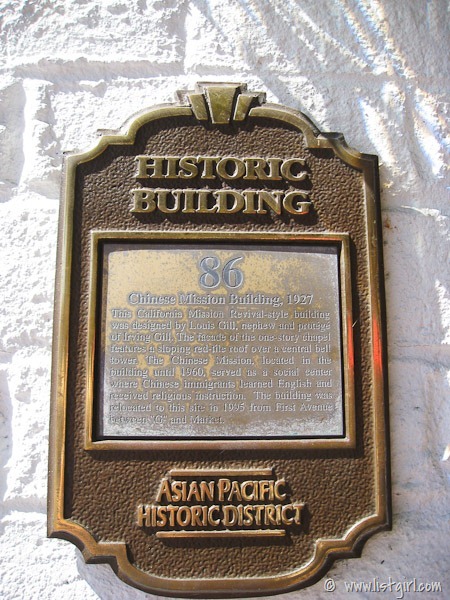 HISTORIC
BUILDING
86
Chinese Mission Building, 1927
This California Mission Revival-style building
was designed by Louis Gill, nephew and protegé
of Irving Gill. The facade of the one-story chapel
features a sloping red-tile roof over a central bell
tower. The Chinese Mission, located in the
building until 1960, served as a social center
where Chinese immigrants learned English and
received religious instruction. The building was
relocated to this site in 1995 from First Avenue
between "G" and Market.
ASIAN PACIFIC
HISTORIC DISTRICT
© www.listgirl.com